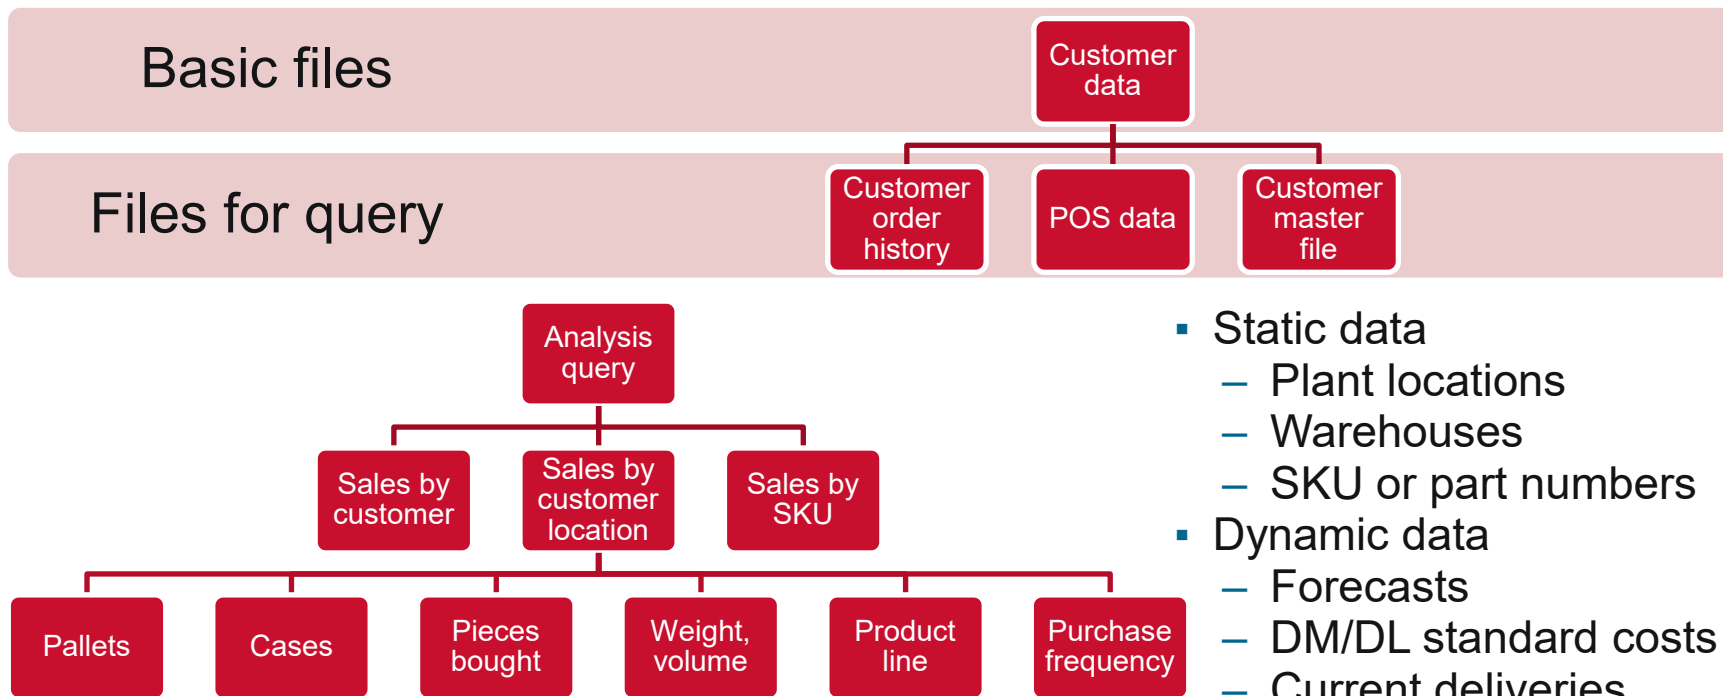 Basic files
Customer
data
Files for query
Customer
order
history
POS data
Customer
master
file
Analysis
query
Sales by
customer
Sales by
customer
location
Sales by
SKU
Pallets
Cases
Pieces
bought
Weight,
volume
Product
line
Purchase
frequency
▪ Static data
– Plant locations
– Warehouses
– SKU or part numbers
▪ Dynamic data
– Forecasts
– DM/DL standard costs
– Current deliveries